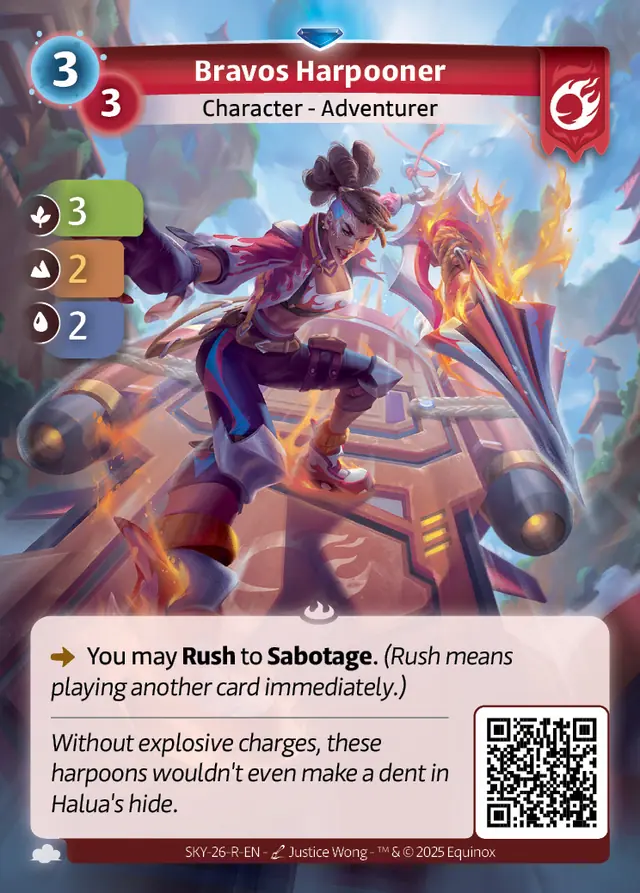 3
Bravos Harpooner
3
Character - Adventurer
3
2
2
You may Rush to Sabotage. (Rush means
playing another card immediately.)
Without explosive charges, these
harpoons wouldn't even make a dent in
Halua's hide.
SKY-26-R-EN - Justice Wong - ™ & © 2025 Equinox